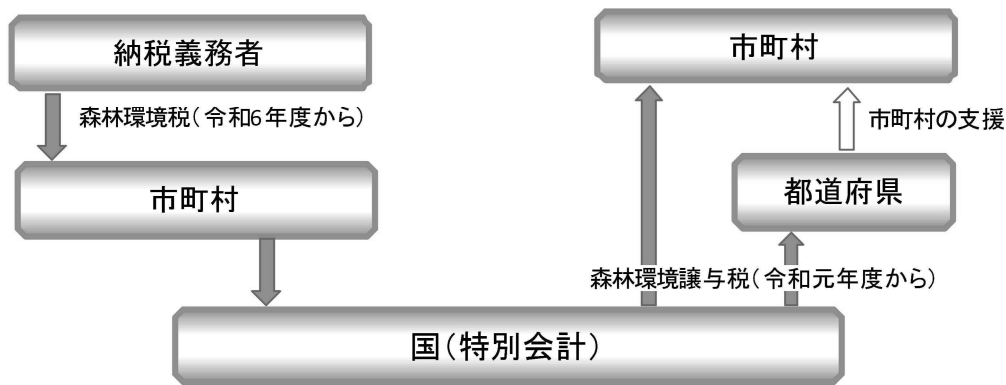 納税義務者
森林環境税(令和6年度から)
市町村
市町村
市町村の支援
都道府県
森林環境譲与税(令和元年度から)
国(特別会計)